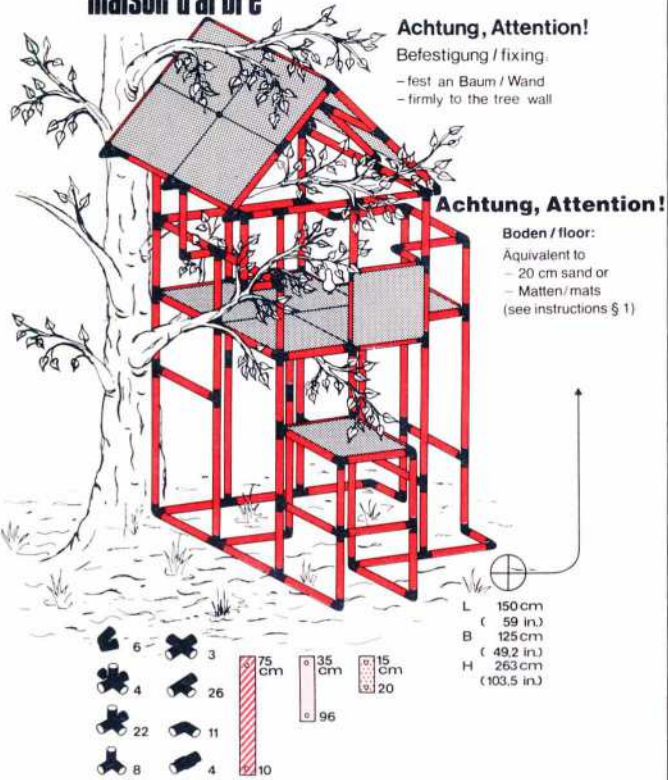 maison d'arbre
Achtung, Attention!
Befestigung / fixing:
– fest an Baum / Wand
– firmly to the tree wall
Achtung, Attention!
Boden / floor:
Äquivalent to
– 20 cm sand or
– Matten/mats
(see instructions § 1)
L 150 cm
( 59 in.)
B 125 cm
( 49,2 in.)
H 263 cm
(103,5 in.)
6
3
4
26
22
11
8
4
75 cm
10
35 cm
96
15 cm
20